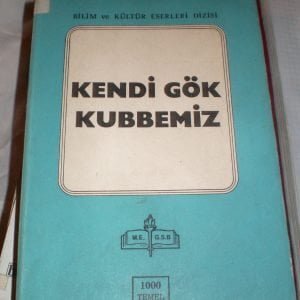 BİLİM ve KÜLTÜR ESERLERİ DİZİSİ
KENDİ GÖK
KUBBEMİZ
M.E. G.S.B.
1000
TEMEL